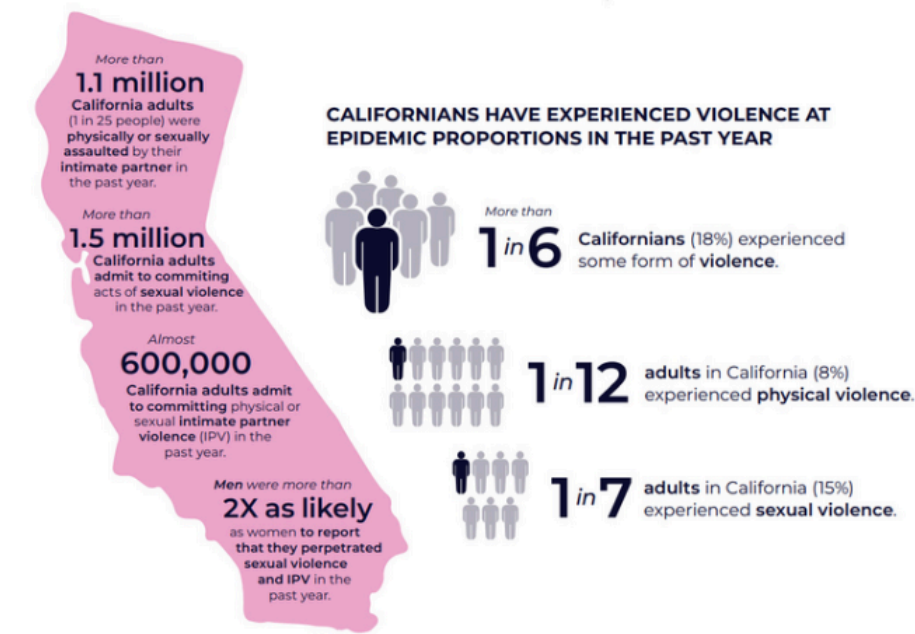 More than
1.1 million
California adults
(1 in 25 people) were
physically or sexually
assaulted by their
intimate partner in
the past year.
More than
1.5 million
California adults
admit to commiting
acts of sexual violence
in the past year.
Almost
600,000
California adults admit
to committing physical or
sexual intimate partner
violence (IPV) in the
past year.
Men were more than
2X as likely
as women to report
that they perpetrated
sexual violence
and IPV in the
past year.
CALIFORNIANS HAVE EXPERIENCED VIOLENCE AT
EPIDEMIC PROPORTIONS IN THE PAST YEAR
More than
1 in 6 Californians (18%) experienced
some form of violence.
1 in 12 adults in California (8%)
experienced physical violence.
1 in 7 adults in California (15%)
experienced sexual violence.